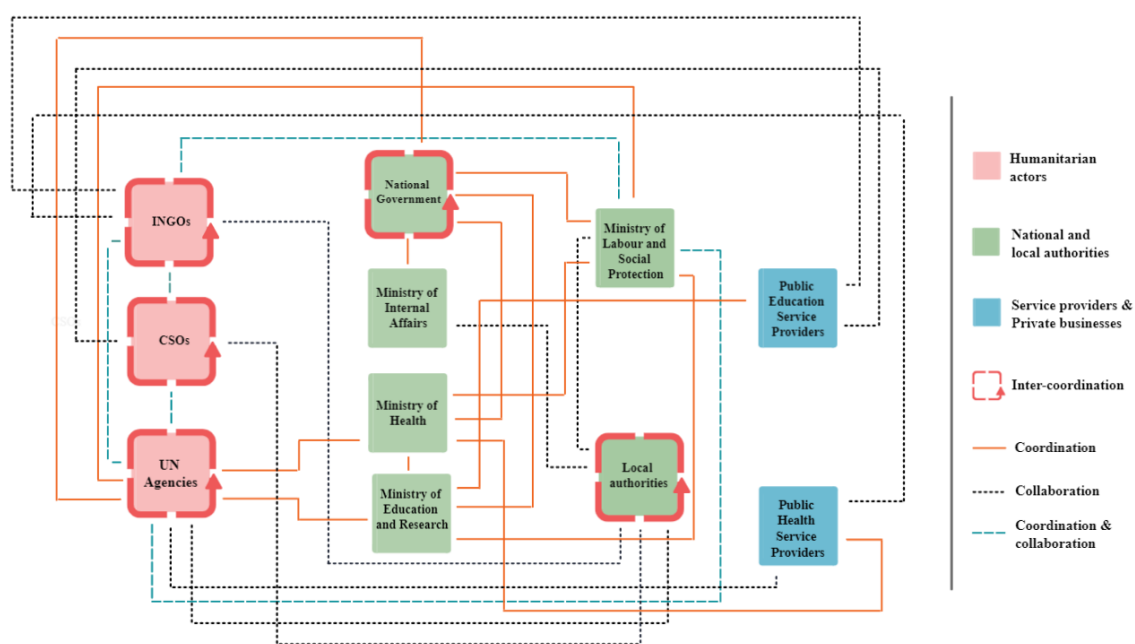 INGOs
CSOs
UN
Agencies
National
Government
Ministry of
Internal
Affairs
Ministry of
Health
Ministry of
Education
and Research
Ministry of
Labour and
Social
Protection
Local
authorities
Public
Education
Service
Providers
Public
Health
Service
Providers
Humanitarian
actors
National and
local authorities
Service providers &
Private businesses
Inter-coordination
Coordination
Collaboration
Coordination &
collaboration